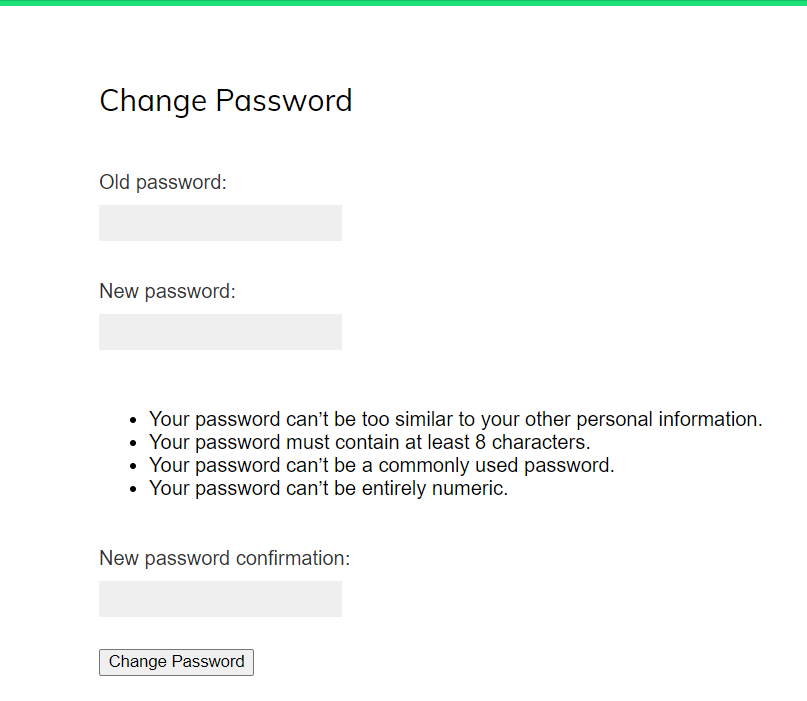 Change Password
Old password:
New password:
• Your password can’t be too similar to your other personal information.
• Your password must contain at least 8 characters.
• Your password can’t be a commonly used password.
• Your password can’t be entirely numeric.
New password confirmation:
Change Password